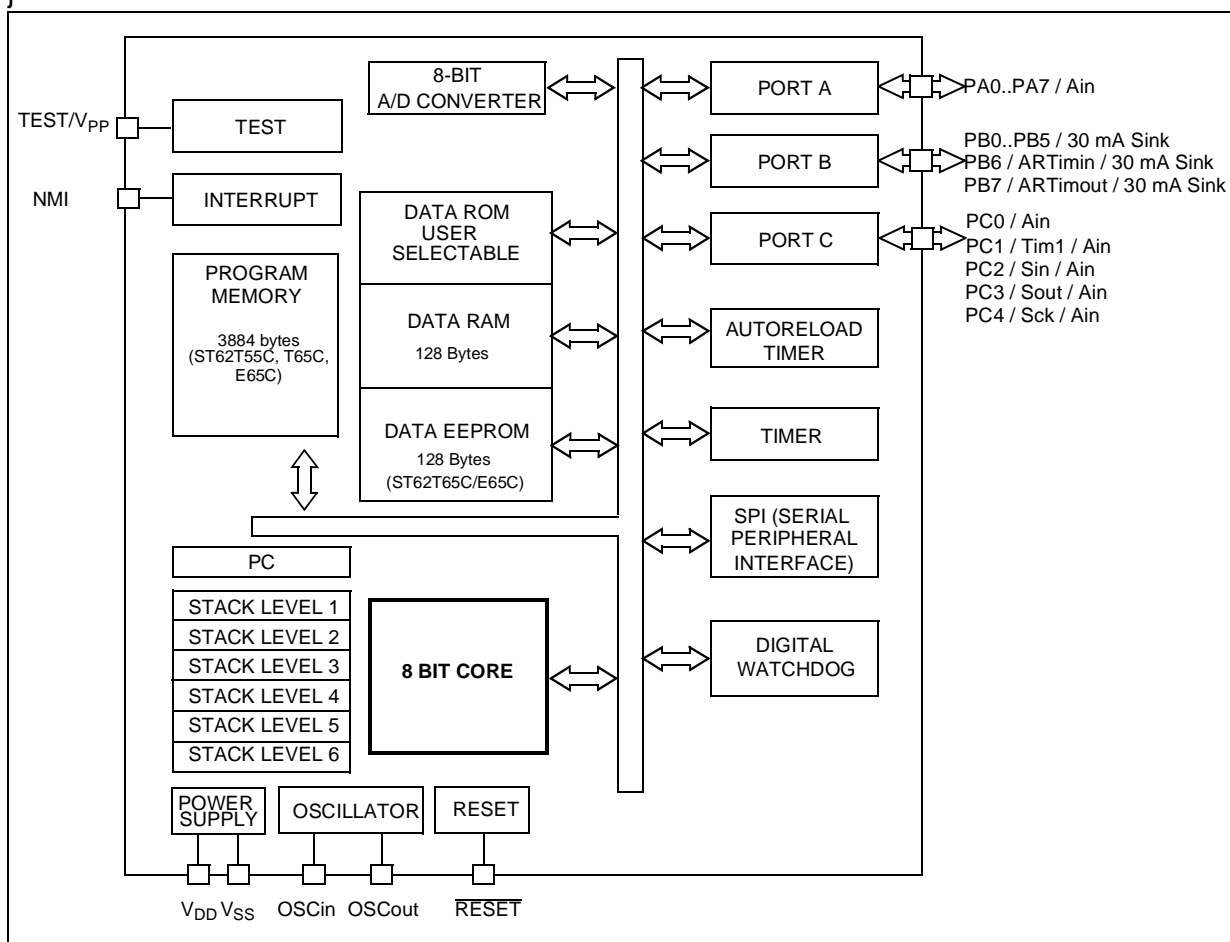 8-BIT
A/D CONVERTER
PORT A
PA0..PA7 / Ain
TEST/VPP
TEST
PORT B
PB0..PB5 / 30 mA Sink
PB6 / ARTimin / 30 mA Sink
PB7 / ARTimout / 30 mA Sink
NMI
INTERRUPT
DATA ROM
USER
SELECTABLE
PORT C
PC0 / Ain
PC1 / Tim1 / Ain
PC2 / Sin / Ain
PC3 / Sout / Ain
PC4 / Sck / Ain
PROGRAM
MEMORY
3884 bytes
(ST62T55C, T65C,
E65C)
DATA RAM
128 Bytes
AUTORELOAD
TIMER
DATA EEPROM
128 Bytes
(ST62T65C/E65C)
TIMER
SPI (SERIAL
PERIPHERAL
INTERFACE)
PC
STACK LEVEL 1
STACK LEVEL 2
STACK LEVEL 3
STACK LEVEL 4
STACK LEVEL 5
STACK LEVEL 6
8 BIT CORE
DIGITAL
WATCHDOG
POWER
SUPPLY
OSCILLATOR
RESET
VDD VSS
OSCin OSCout
RESET